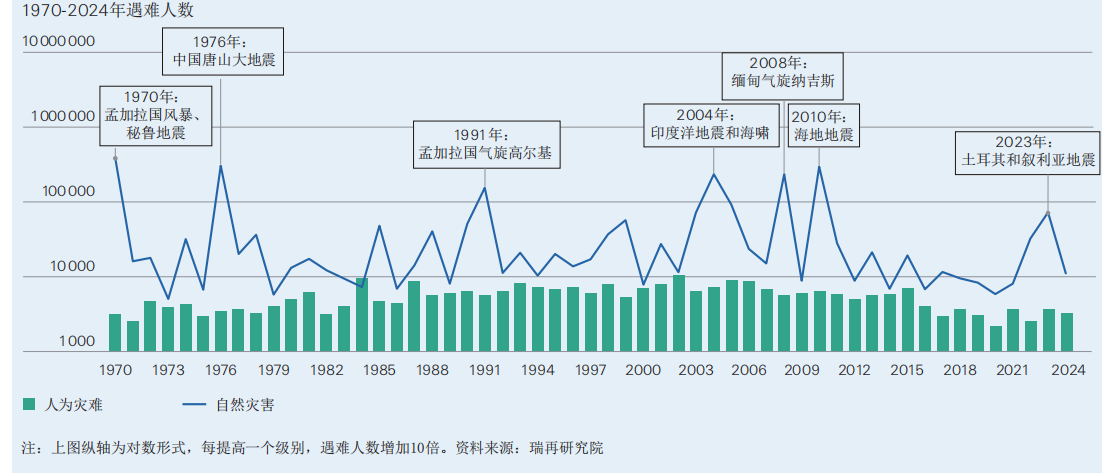 1970-2024年遇难人数
10 000 000
1976年：
中国唐山大地震
2008年：
缅甸气旋纳吉斯
1970年：
孟加拉国风暴、
秘鲁地震
1 000 000
2004年：
印度洋地震和海啸
2010年：
海地地震
1991年：
孟加拉国气旋高尔基
2023年：
土耳其和叙利亚地震
100 000
10 000
1 000
1970 1973 1976 1979 1982 1985 1988 1991 1994 1997 2000 2003 2006 2009 2012 2015 2018 2021 2024
人为灾难 自然灾害
注：上图纵轴为对数形式，每提高一个级别，遇难人数增加10倍。资料来源：瑞再研究院